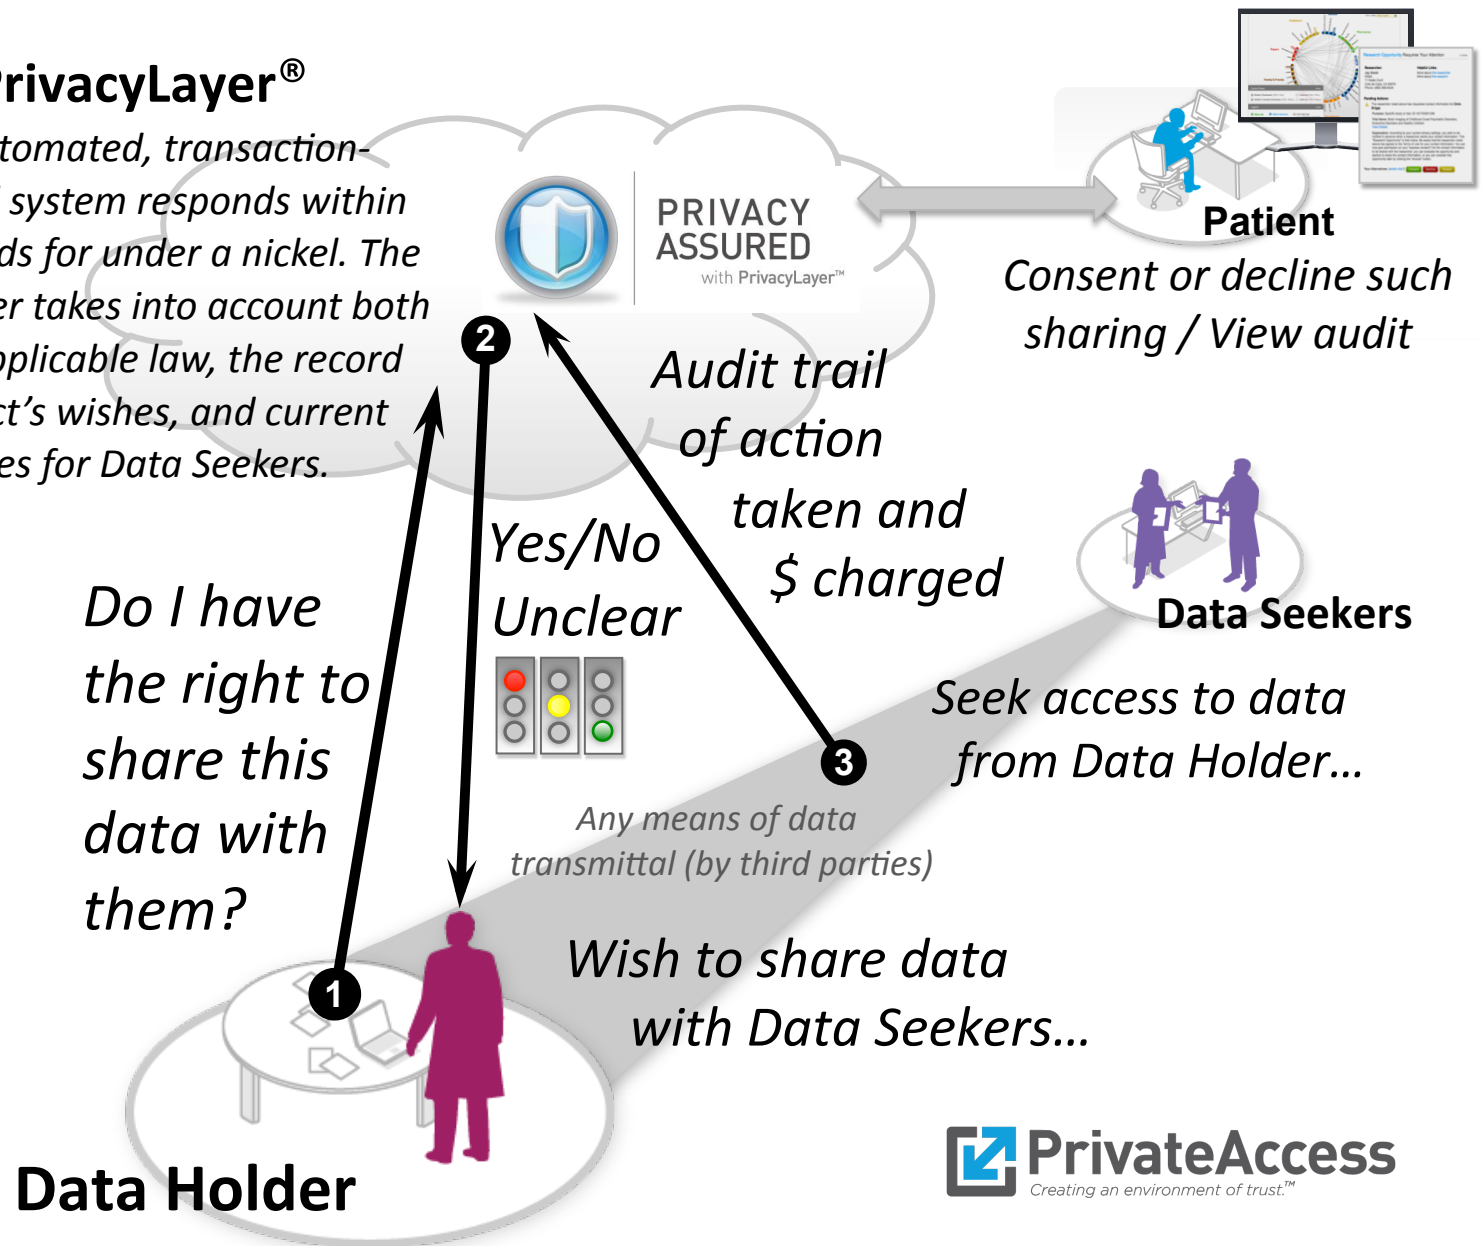 PrivacyLayer®
tomated, transaction-
system responds within
ds for under a nickel. The
er takes into account both
pplicable law, the record
ct's wishes, and current
es for Data Seekers.
PRIVACY
ASSURED
with PrivacyLayer™
Patient
Consent or decline such
sharing / View audit
2
Audit trail
of action
taken and
$ charged
Yes/No
Unclear
Data Seekers
Do I have
the right to
share this
data with
them?
Seek access to data
from Data Holder...
3
Any means of data
transmittal (by third parties)
Wish to share data
with Data Seekers...
1
Data Holder
PrivateAccess
Creating an environment of trust.™